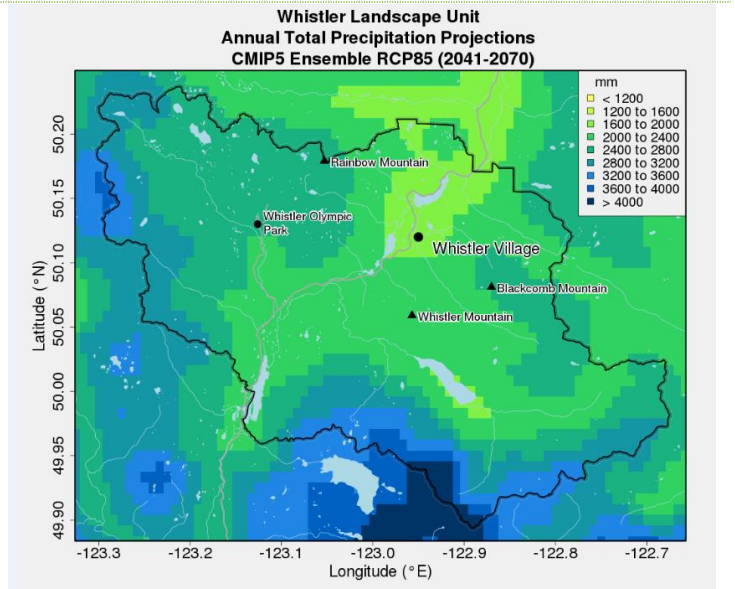 Whistler Landscape Unit
Annual Total Precipitation Projections
CMIP5 Ensemble RCP85 (2041-2070)
mm
< 1200
1200 to 1600
1600 to 2000
2000 to 2400
2400 to 2800
2800 to 3200
3200 to 3600
3600 to 4000
> 4000
Rainbow Mountain
Whistler Olympic
Park
Whistler Village
Blackcomb Mountain
Whistler Mountain
Latitude (°N)
50.20
50.15
50.10
50.05
50.00
49.95
49.90
-123.3 -123.2 -123.1 -123.0 -122.9 -122.8 -122.7
Longitude (°E)